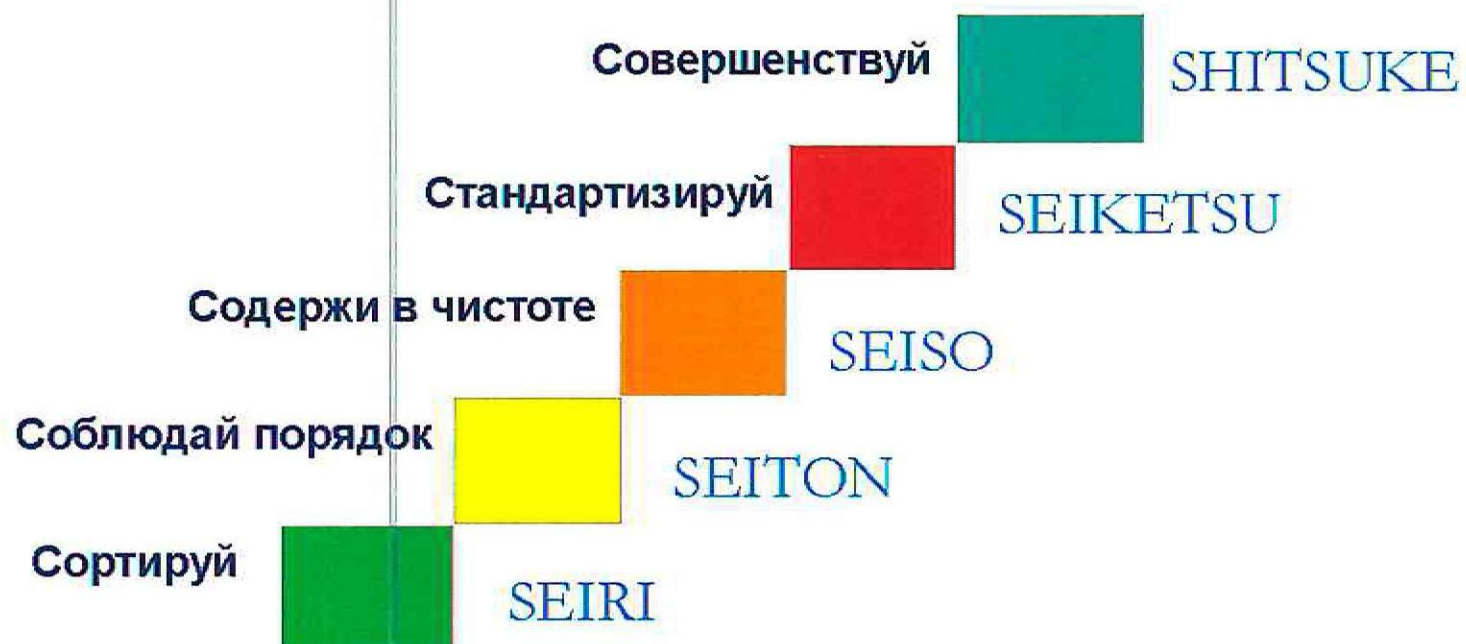 Совершенствуй SHITSUKE
Стандартизируй SEIKETSU
Содержи в чистоте SEISO
Соблюдай порядок SEITON
Сортируй SEIRI